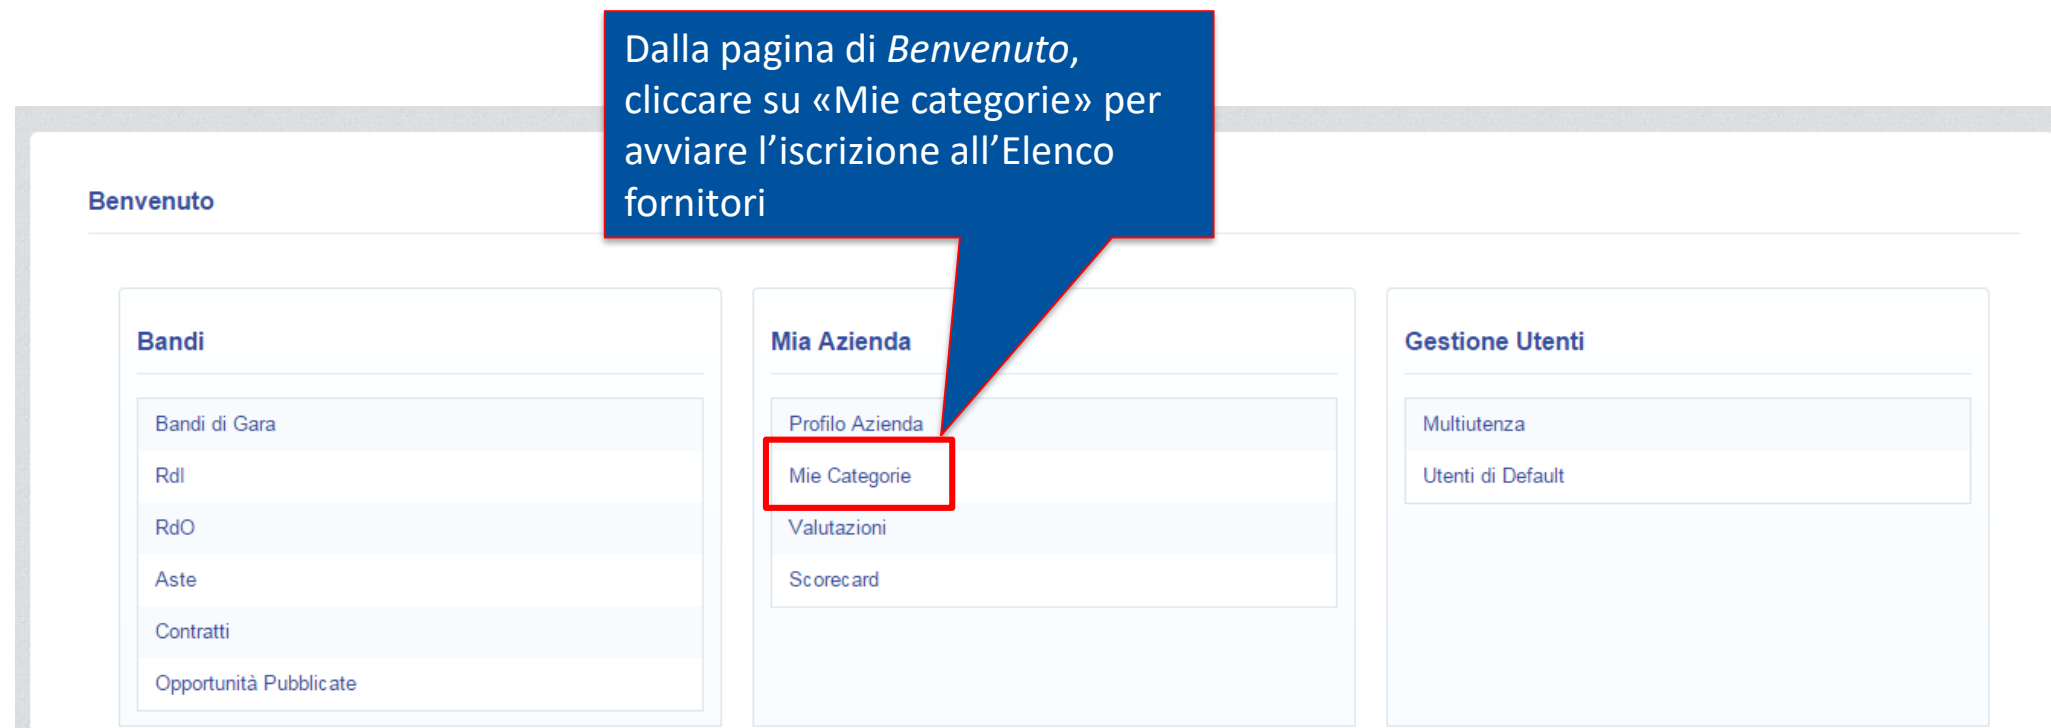 Dalla pagina di Benvenuto,
cliccare su «Mie categorie» per
avviare l’iscrizione all’Elenco
fornitori
Benvenuto
Bandi
Bandi di Gara
RdI
RdO
Aste
Contratti
Opportunità Pubblicate
Mia Azienda
Profilo Azienda
Mie Categorie
Valutazioni
Scorecard
Gestione Utenti
Multiutenza
Utenti di Default